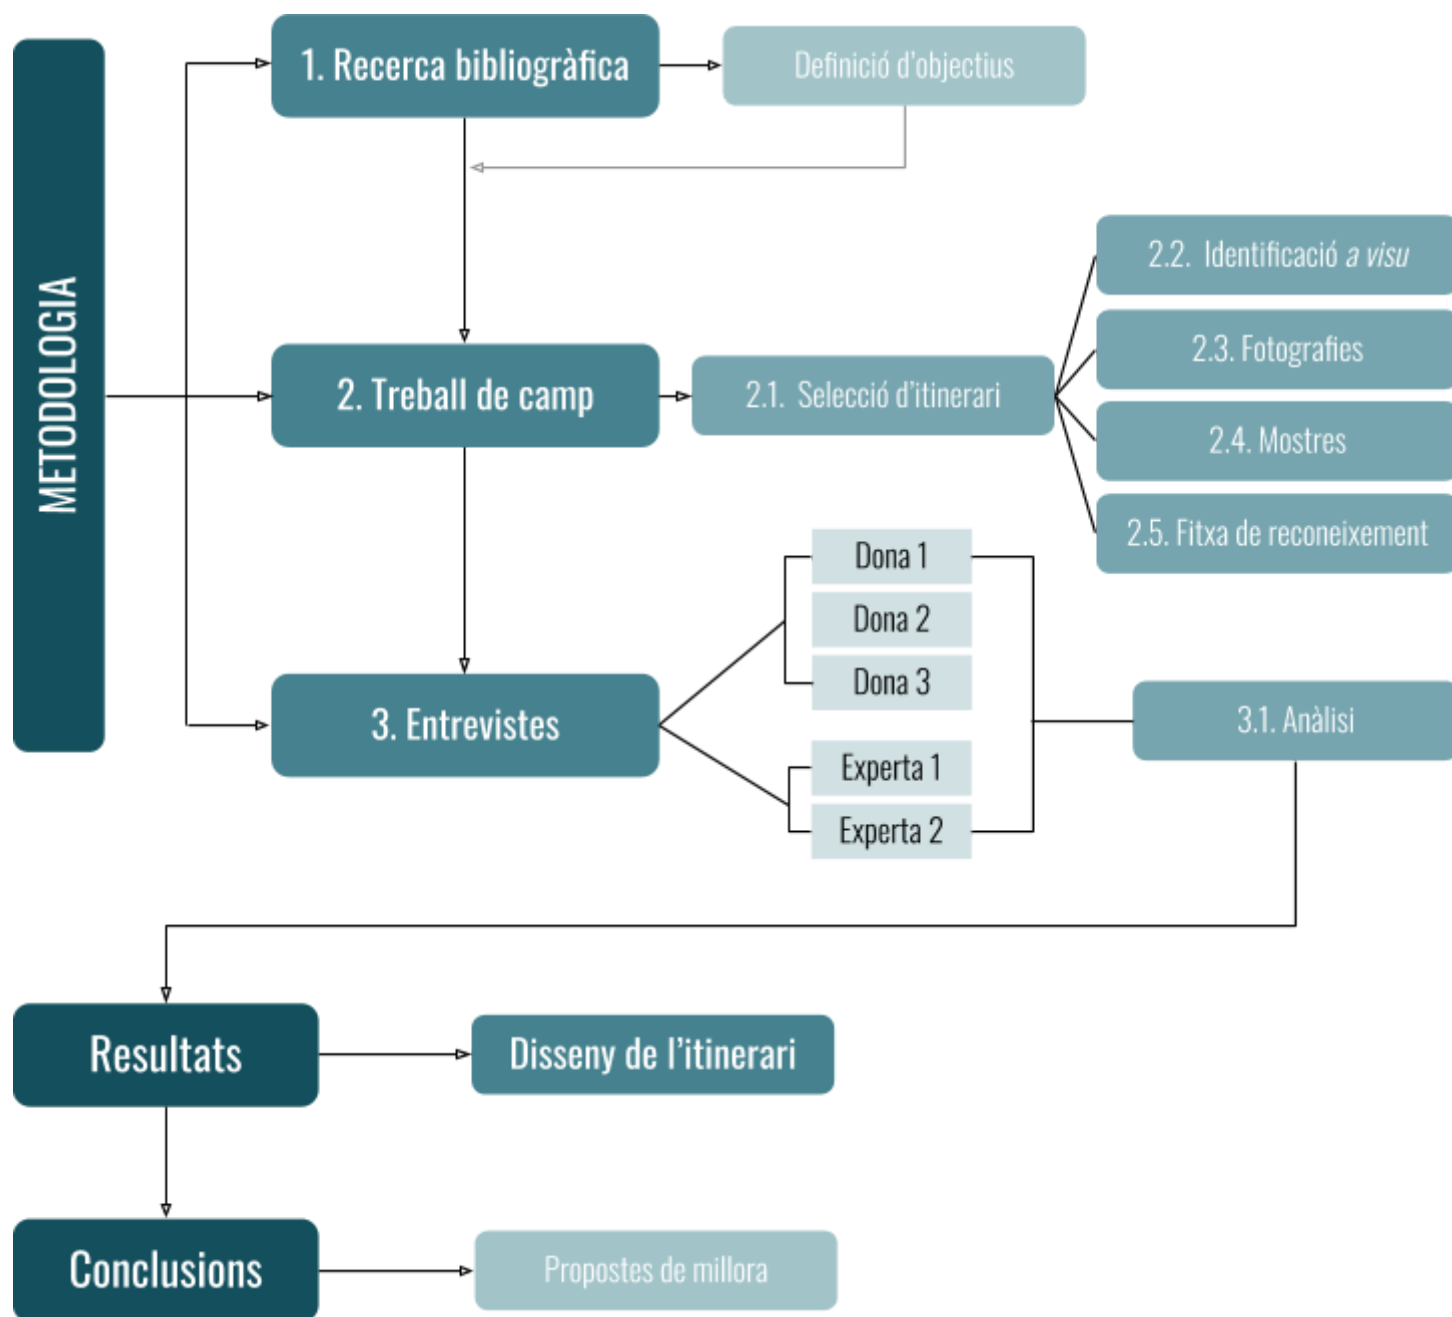 METODOLOGIA
1. Recerca bibliogràfica
Definició d'objectius
2. Treball de camp
2.1. Selecció d'itinerari
2.2. Identificació a visu
2.3. Fotografies
2.4. Mostres
2.5. Fitxa de reconeixement
3. Entrevistes
Dona 1
Dona 2
Dona 3
Experta 1
Experta 2
3.1. Anàlisi
Resultats
Disseny de l'itinerari
Conclusions
Propostes de millora